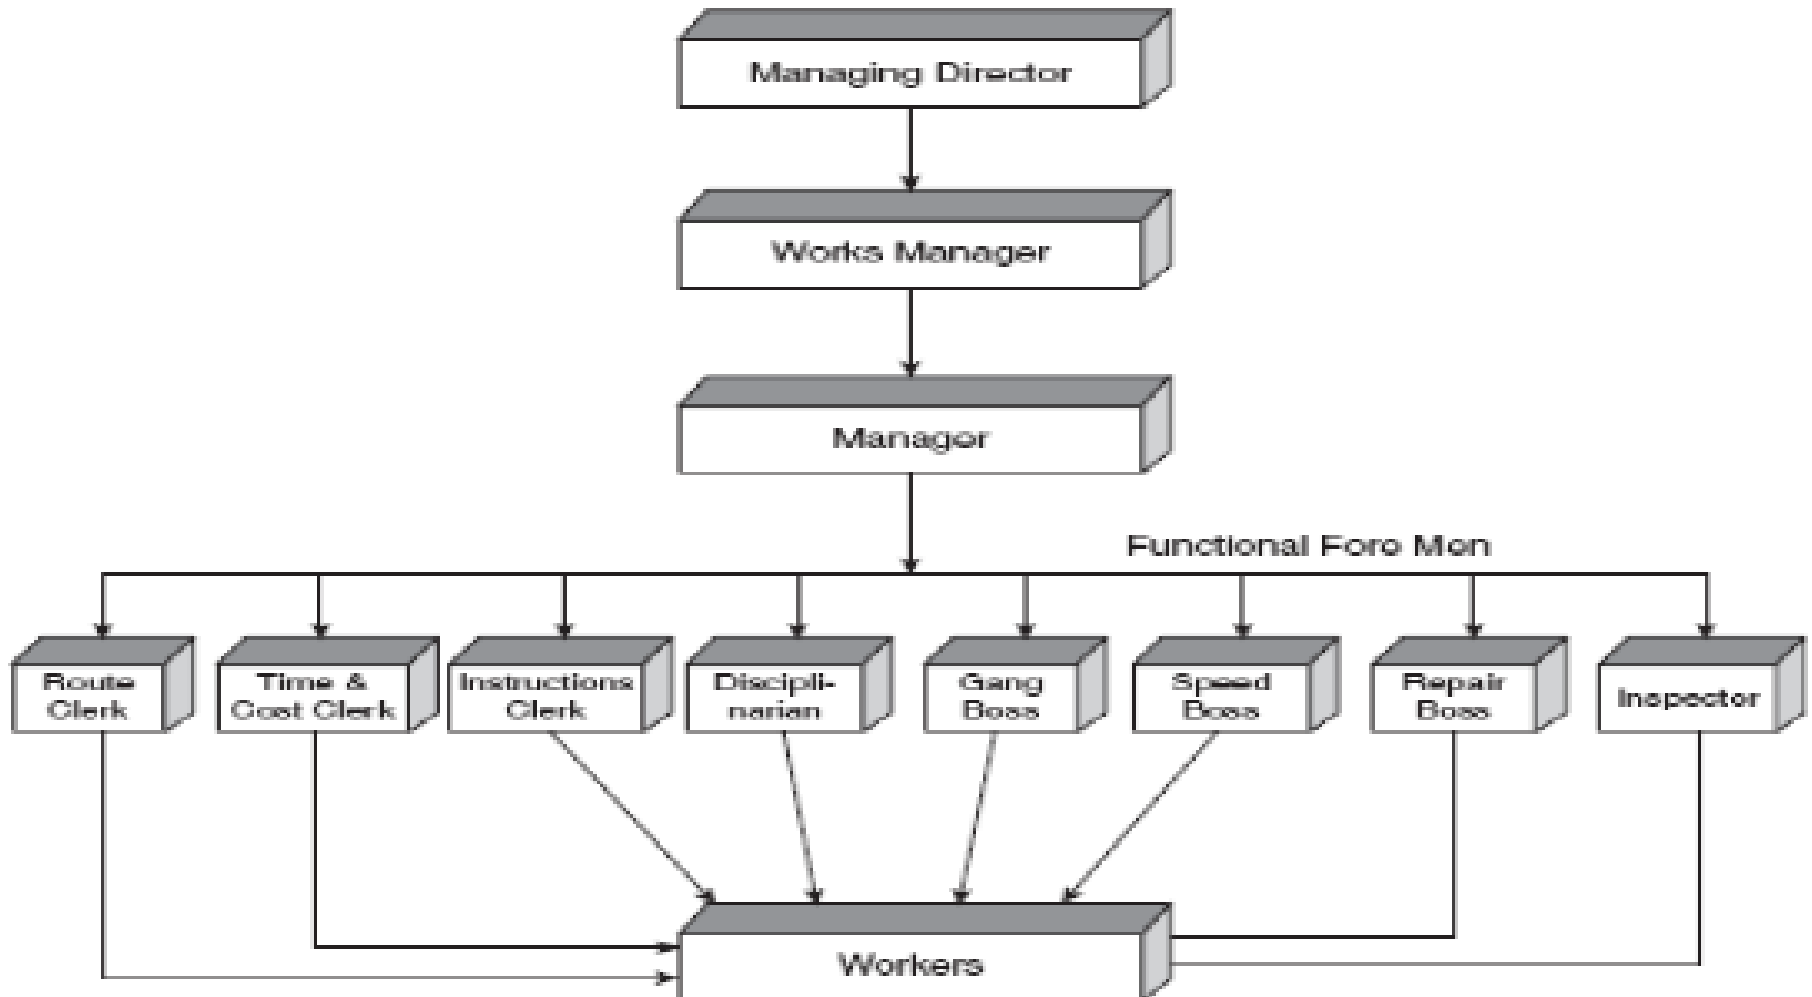 Managing Director
Works Manager
Manager
Functional Fore Men
Route
Clerk
Time &
Cost Clerk
Instructions
Clerk
Discipli-
narian
Gang
Boss
Speed
Boss
Repair
Boss
Inspector
Workers